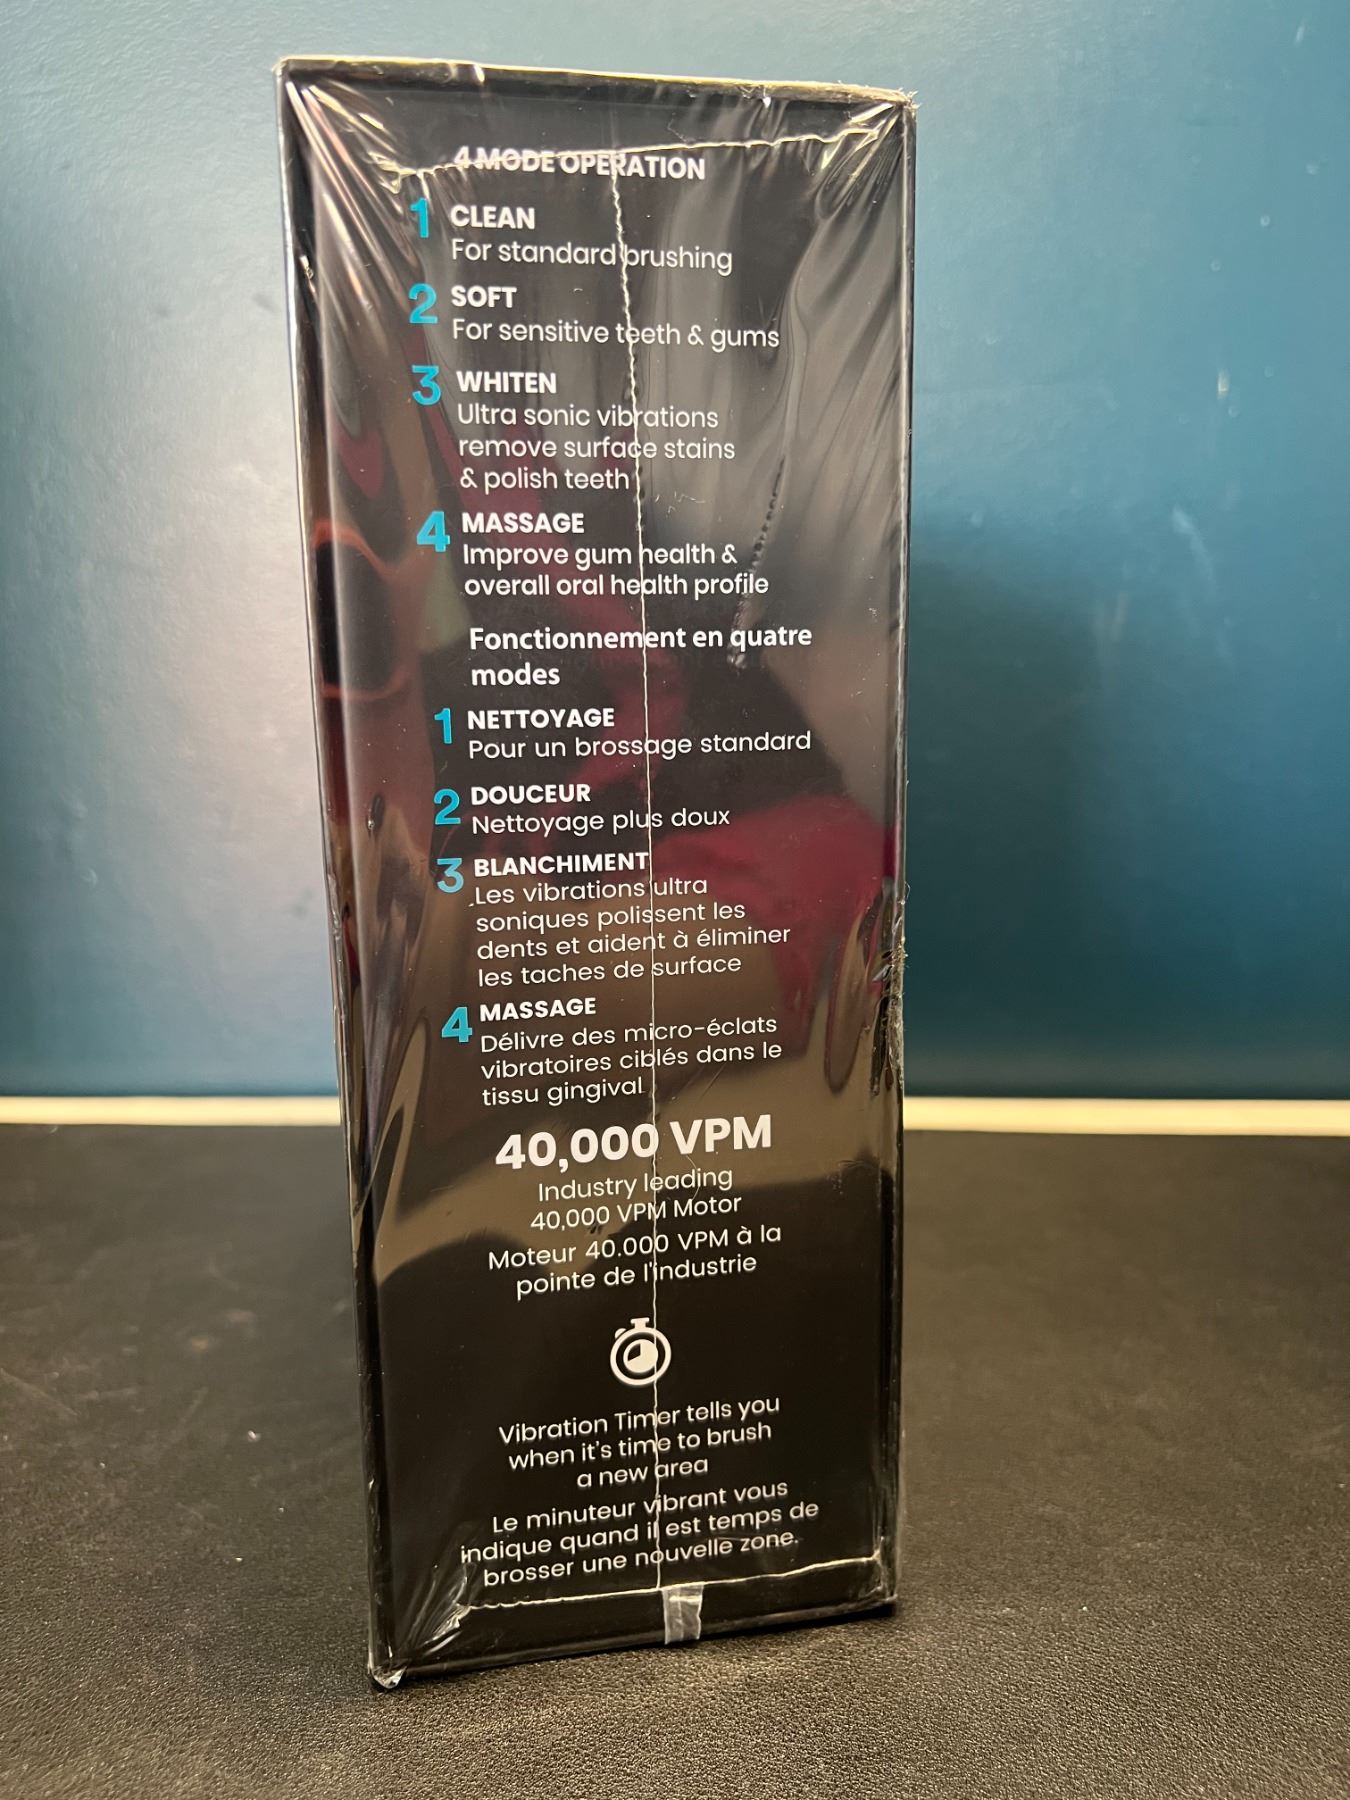 4 MODE OPERATION
1 CLEAN
For standard brushing
2 SOFT
For sensitive teeth & gums
3 WHITEN
Ultra sonic vibrations
remove surface stains
& polish teeth
4 MASSAGE
Improve gum health &
overall oral health profile
Fonctionnement en quatre
modes
1 NETTOYAGE
Pour un brossage standard
2 DOUCEUR
Nettoyage plus doux
3 BLANCHIMENT
Les vibrations ultra
soniques polissent les
dents et aident à éliminer
les taches de surface
4 MASSAGE
Délivre des micro-éclats
vibratoires ciblés dans le
tissu gingival
40,000 VPM
Industry leading
40,000 VPM Motor
Moteur 40.000 VPM à la
pointe de l'industrie
Vibration Timer tells you
when it's time to brush
a new area
Le minuteur vibrant vous
indique quand il est temps de
brosser une nouvelle zone.